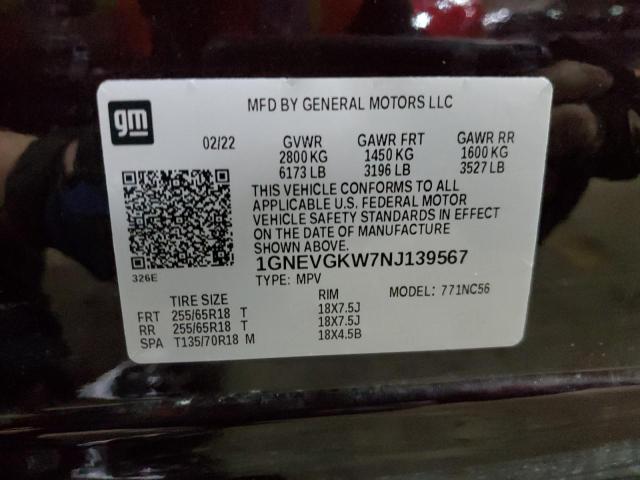 gm
MFD BY GENERAL MOTORS LLC
02/22 GVWR GAWR FRT GAWR RR
2800 KG 1450 KG 1600 KG
6173 LB 3196 LB 3527 LB
THIS VEHICLE CONFORMS TO ALL
APPLICABLE U.S. FEDERAL MOTOR
VEHICLE SAFETY STANDARDS IN EFFECT
ON THE DATE OF MANUFACTURE
SHOWN ABOVE.
326E
1GNEVGKW7NJ139567
TYPE: MPV MODEL: 771NC56
TIRE SIZE RIM
FRT 255/65R18 T 18X7.5J
RR 255/65R18 T 18X7.5J
SPA T135/70R18 M 18X4.5B